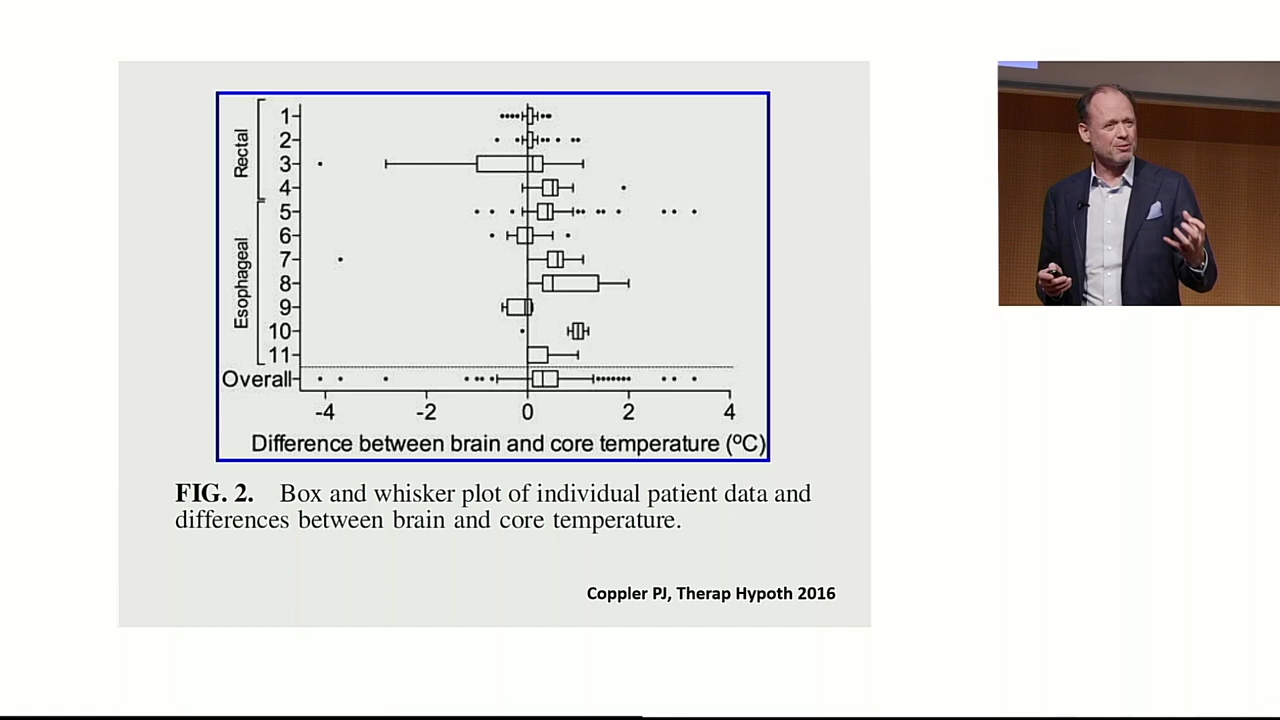 Rectal
Esophageal
1
2
3
4
5
6
7
8
9
10
11
Overall
-4 -2 0 2 4
Difference between brain and core temperature (ºC)
FIG. 2. Box and whisker plot of individual patient data and
differences between brain and core temperature.
Coppler PJ, Therap Hypoth 2016